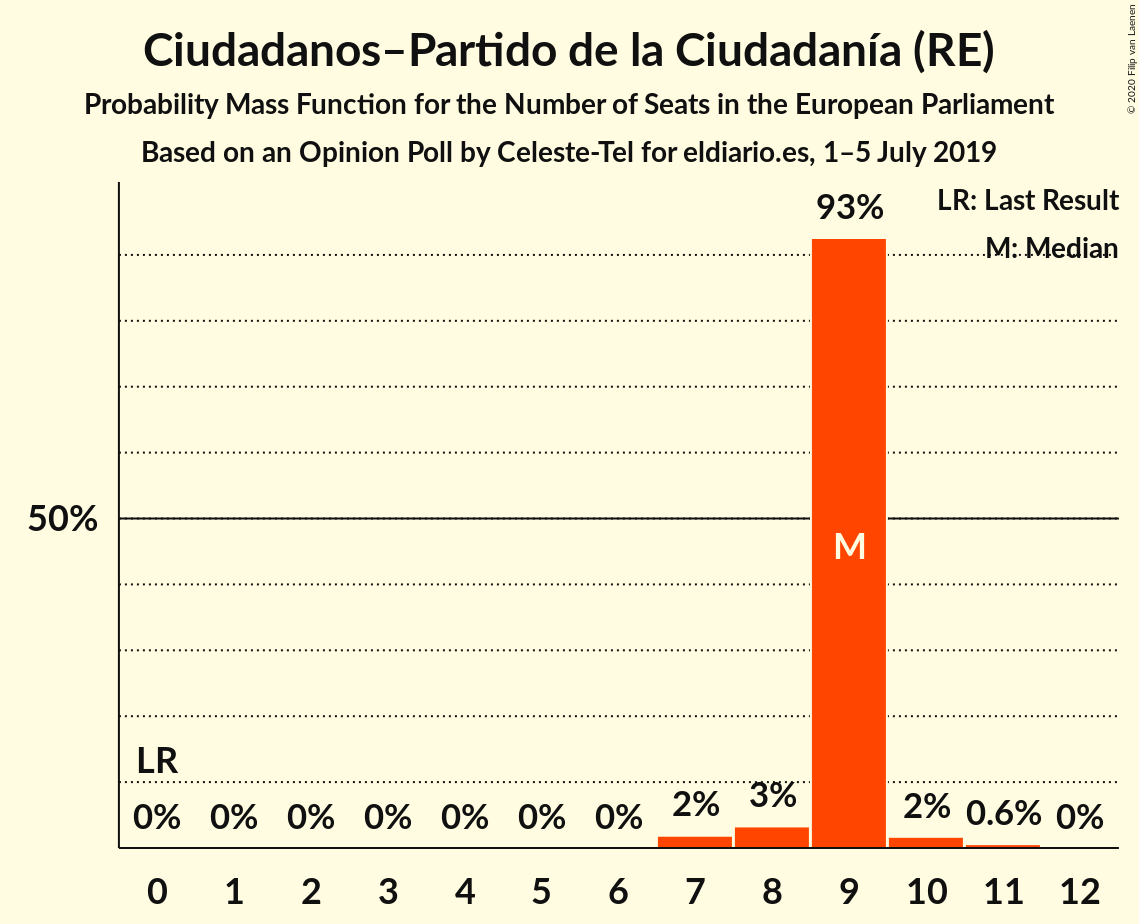 Ciudadanos–Partido de la Ciudadanía (RE)
Probability Mass Function for the Number of Seats in the European Parliament
Based on an Opinion Poll by Celeste-Tel for eldiario.es, 1–5 July 2019
© 2020 Filip van Laenen
LR: Last Result
M: Median
93%
50%
M
LR
0% 0% 0% 0% 0% 0% 0% 2% 3% 2% 0.6% 0%
0 1 2 3 4 5 6 7 8 9 10 11 12